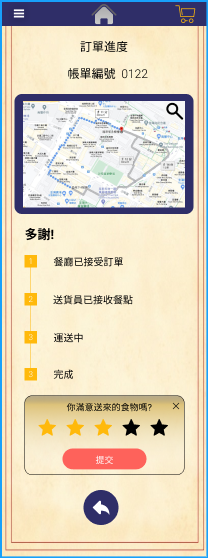 訂單進度
帳單編號 0122
多謝!
1 餐廳已接受訂單
2 送貨員已接收餐點
3 運送中
3 完成
你滿意送來的食物嗎?
提交